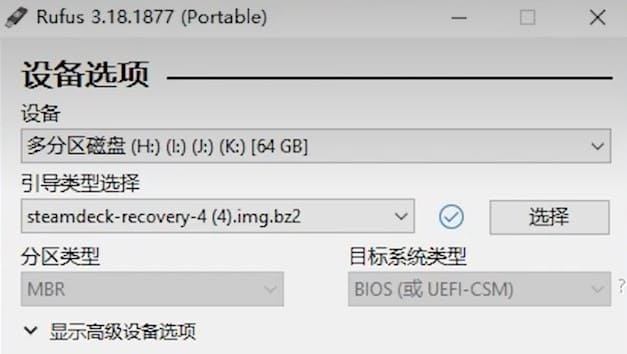 Rufus 3.18.1877 (Portable)
设备选项
设备
多分区磁盘 (H:) (I:) (J:) (K:) [64 GB]
引导类型选择
steamdeck-recovery-4 (4).img.bz2
选择
分区类型
目标系统类型
MBR
BIOS (或 UEFI-CSM)
?
显示高级设备选项